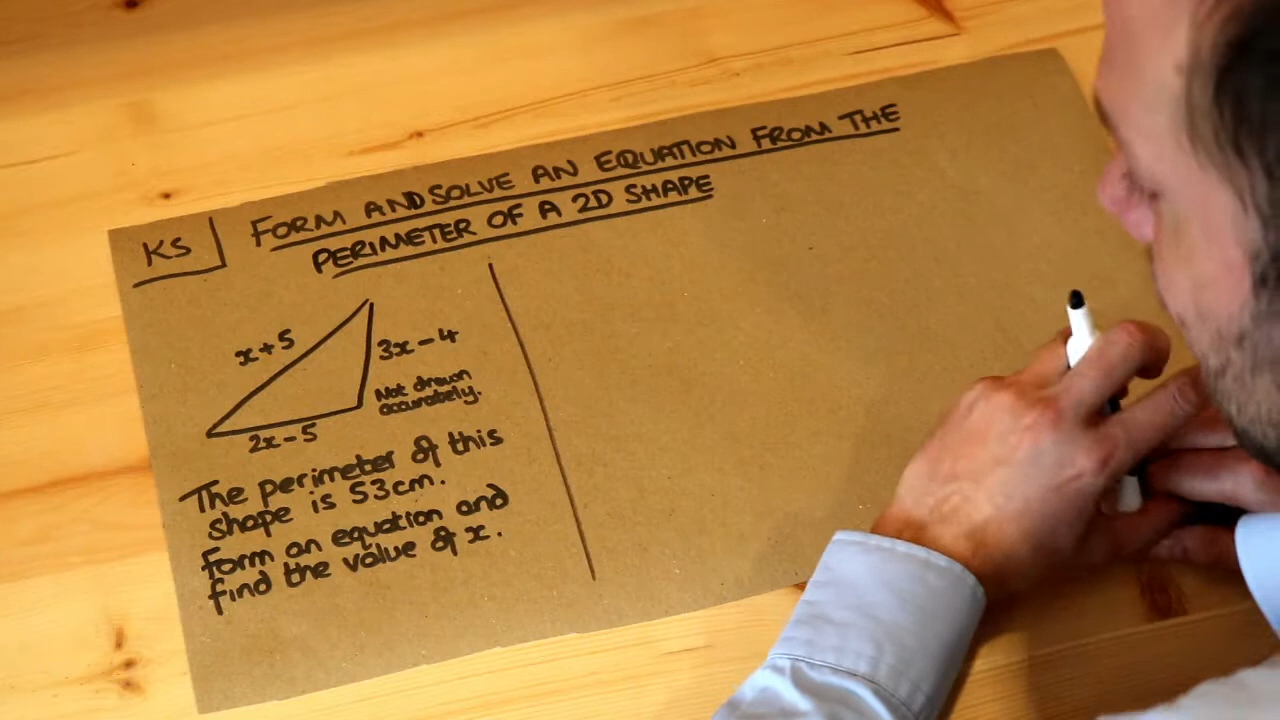 KS
FORM AND SOLVE AN EQUATION FROM THE
PERIMETER OF A 2D SHAPE
x+5
3x-4
Not drawn
accurately.
2x-5
The perimeter of this
shape is 53cm.
Form an equation and
find the value of x.